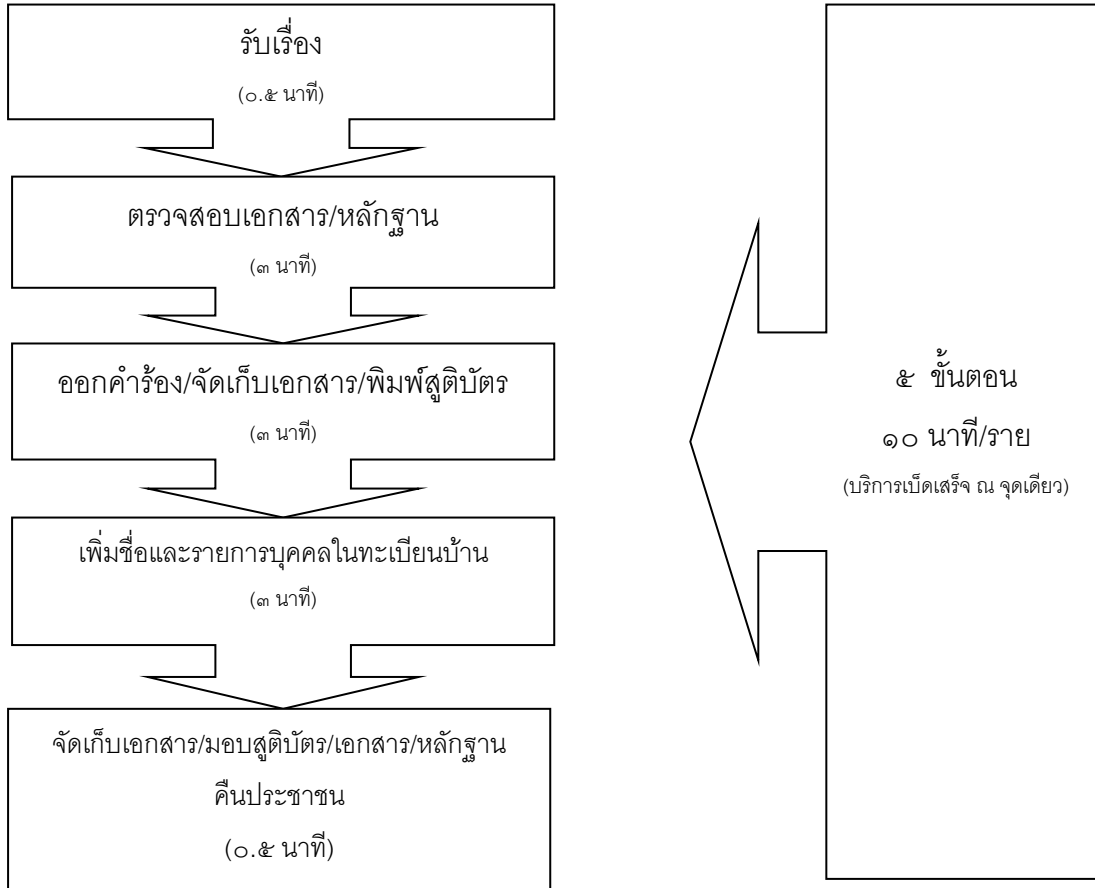 รับเรื่อง
(๐.๕ นาที)
ตรวจสอบเอกสาร/หลักฐาน
(๓ นาที)
ออกคำร้อง/จัดเก็บเอกสาร/พิมพ์สูติบัตร
(๓ นาที)
เพิ่มชื่อและรายการบุคคลในทะเบียนบ้าน
(๓ นาที)
จัดเก็บเอกสาร/มอบสูติบัตร/เอกสาร/หลักฐาน
คืนประชาชน
(๐.๕ นาที)
๕ ขั้นตอน
๑๐ นาที/ราย
(บริการเบ็ดเสร็จ ณ จุดเดียว)